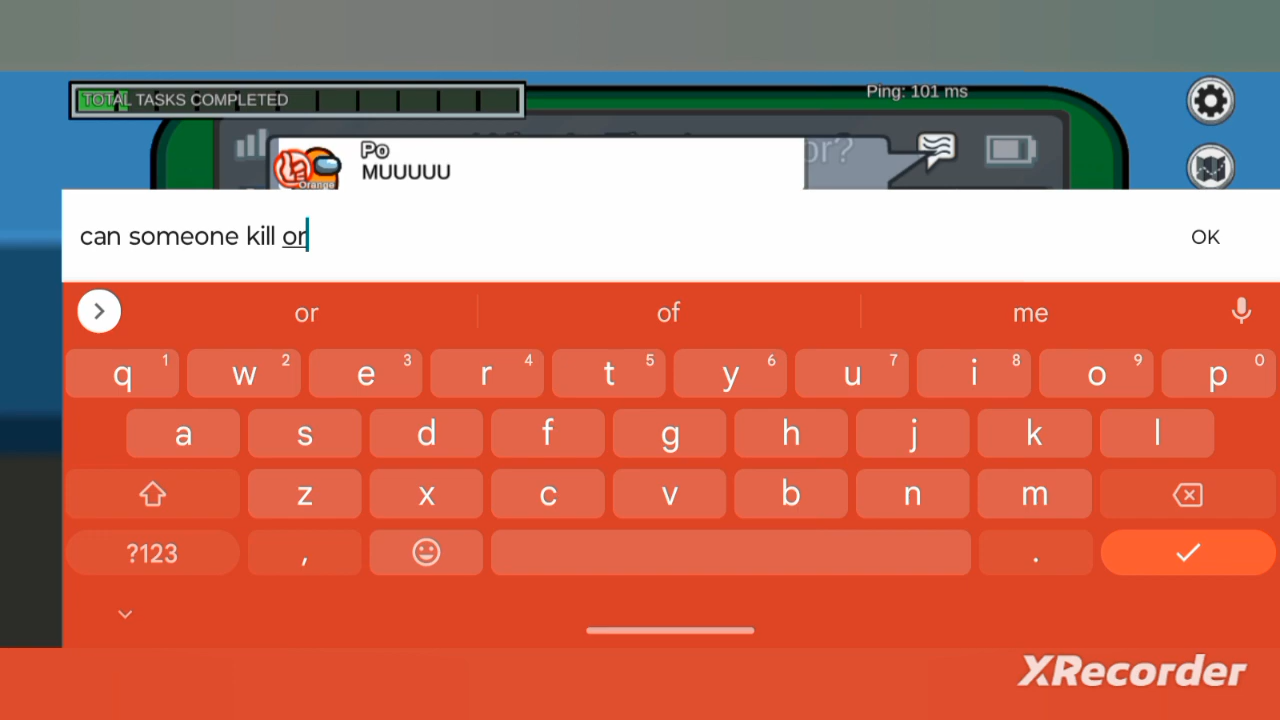 TOTAL TASKS COMPLETED
Ping: 101 ms
or?
Po
MUUUUU
Orange
can someone kill or
OK
or of me
q 1 w 2 e 3 r 4 t 5 y 6 u 7 i 8 o 9 p 0
a s d f g h j k l
z x c v b n m
?123 , .
XRecorder